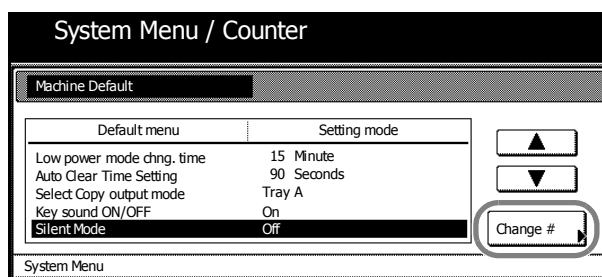 System Menu / Counter
Machine Default
Default menu Setting mode
Low power mode chng. time 15 Minute
Auto Clear Time Setting 90 Seconds
Select Copy output mode Tray A
Key sound ON/OFF On
Silent Mode Off
Change #
System Menu